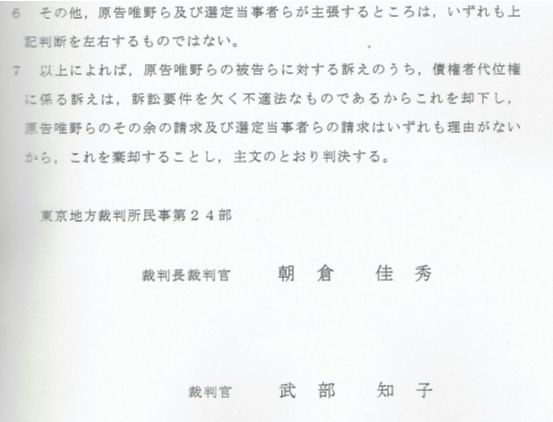 6 その他，原告唯野ら及び選定当事者らが主張するところは，いずれも上
記判断を左右するものではない。
7 以上によれば，原告唯野らの被告らに対する訴えのうち，債権者代位権
に係る訴えは，訴訟要件を欠く不適法なものであるからこれを却下し，
原告唯野らのその余の請求及び選定当事者らの請求はいずれも理由がない
から，これを棄却することし，主文のとおり判決する。
東京地方裁判所民事第２４部
裁判長裁判官 朝倉佳秀
裁判官 武部知子